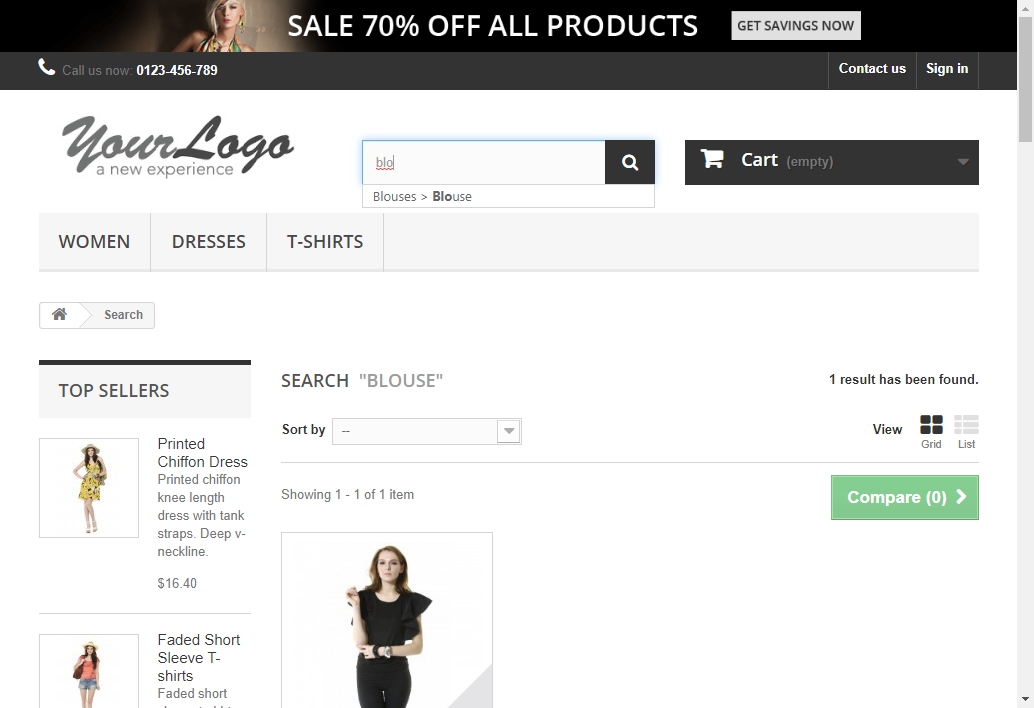 SALE 70% OFF ALL PRODUCTS
GET SAVINGS NOW
Call us now: 0123-456-789
Contact us
Sign in
YourLogo
a new experience
blo
Cart (empty)
Blouses > Blouse
WOMEN
DRESSES
T-SHIRTS
Search
TOP SELLERS
Printed
Chiffon Dress
Printed chiffon
knee length
dress with tank
straps. Deep v-
neckline.
$16.40
Faded Short
Sleeve T-
shirts
Faded short
SEARCH "BLOUSE"
1 result has been found.
Sort by
--
View
Grid
List
Showing 1 - 1 of 1 item
Compare (0)